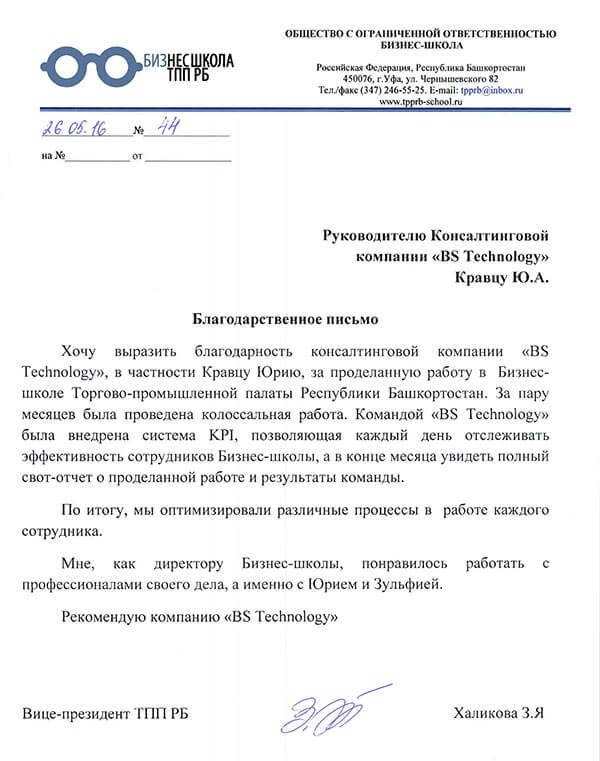 БИЗНЕСШКОЛА
ТПП РБ
ОБЩЕСТВО С ОГРАНИЧЕННОЙ ОТВЕТСТВЕННОСТЬЮ
БИЗНЕС-ШКОЛА
Российская Федерация, Республика Башкортостан
450076, г.Уфа, ул. Чернышевского 82
Тел./факс (347) 246-55-25. E-mail: tpprb@inbox.ru
www.tpprb-school.ru
26.05.16 № 44
на №____________ от ______________
Руководителю Консалтинговой
компании «BS Technology»
Кравцу Ю.А.
Благодарственное письмо
Хочу выразить благодарность консалтинговой компании «BS
Technology», в частности Кравцу Юрию, за проделанную работу в Бизнес-
школе Торгово-промышленной палаты Республики Башкортостан. За пару
месяцев была проведена колоссальная работа. Командой «BS Technology»
была внедрена система KPI, позволяющая каждый день отслеживать
эффективность сотрудников Бизнес-школы, а в конце месяца увидеть полный
свот-отчет о проделанной работе и результаты команды.
По итогу, мы оптимизировали различные процессы в работе каждого
сотрудника.
Мне, как директору Бизнес-школы, понравилось работать с
профессионалами своего дела, а именно с Юрием и Зульфией.
Рекомендую компанию «BS Technology»
Вице-президент ТПП РБ Халикова З.Я